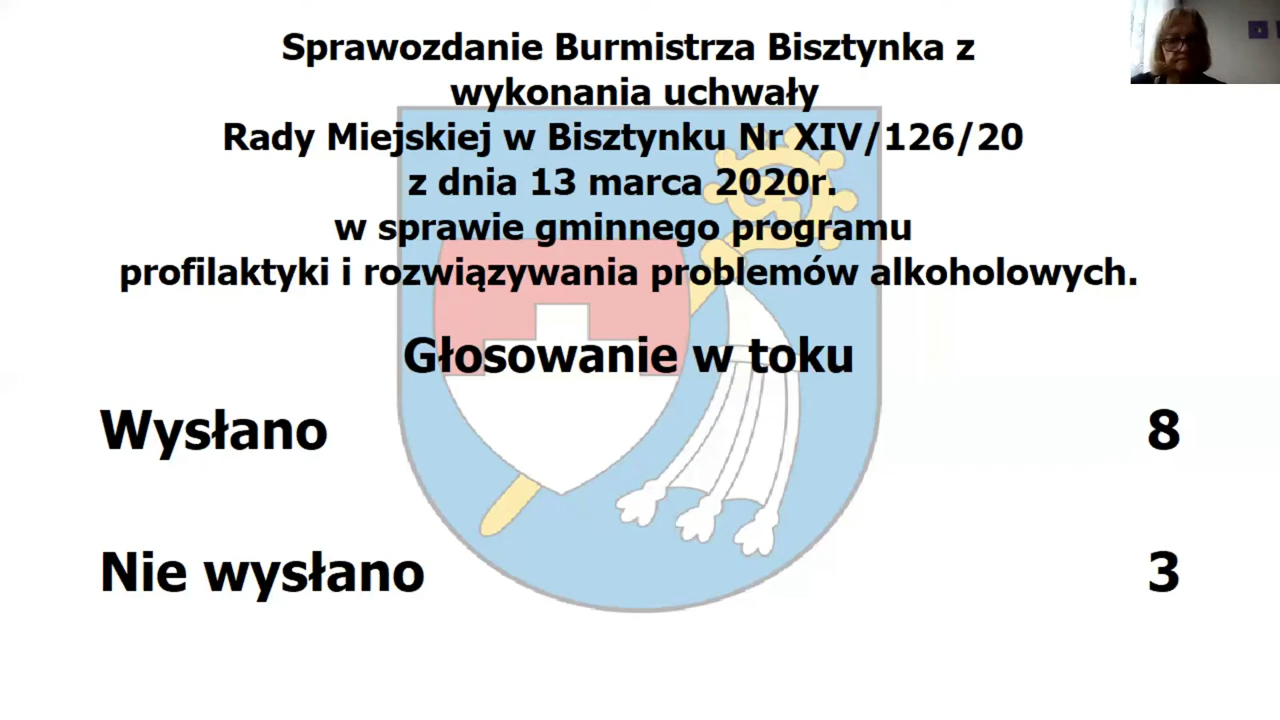 Sprawozdanie Burmistrza Bisztynka z
wykonania uchwały
Rady Miejskiej w Bisztynku Nr XIV/126/20
z dnia 13 marca 2020r.
w sprawie gminnego programu
profilaktyki i rozwiązywania problemów alkoholowych.
Głosowanie w toku
Wysłano 8
Nie wysłano 3